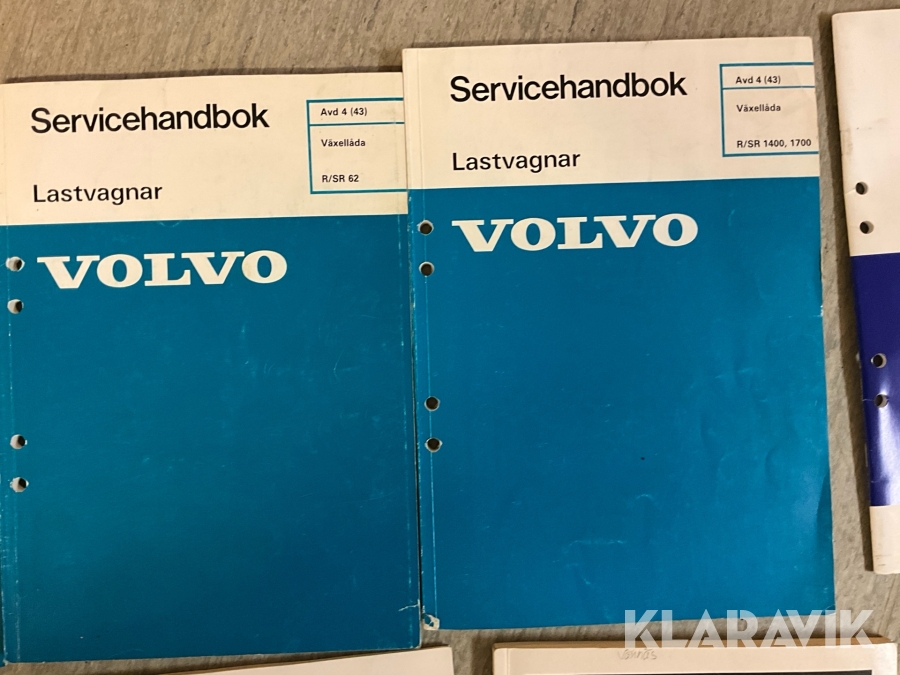 Servicehandbok
Avd 4 (43)
Växellåda
R/SR 62
Lastvagnar
VOLVO
Servicehandbok
Avd 4 (43)
Växellåda
R/SR 1400, 1700
Lastvagnar
VOLVO
KLARAVIK